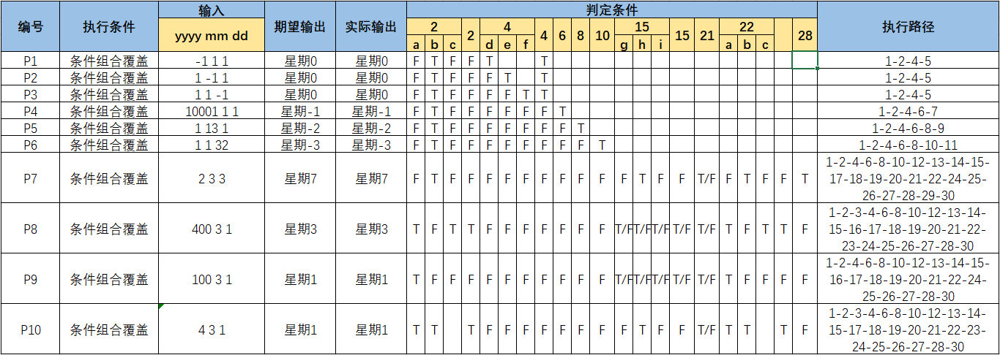 编号 执行条件 输入 期望输出 实际输出 判定条件 执行路径
yyyy mm dd 2 2 4 4 6 8 10 15 15 21 22 28
a b c d e f g h i a b c
P1 条件组合覆盖 -1 1 1 星期0 星期0 F T F F T T 1-2-4-5
P2 条件组合覆盖 1 -1 1 星期0 星期0 F T F F F T T 1-2-4-5
P3 条件组合覆盖 1 1 -1 星期0 星期0 F T F F F F T T 1-2-4-5
P4 条件组合覆盖 10001 1 1 星期-1 星期-1 F T F F F F F F T 1-2-4-6-7
P5 条件组合覆盖 1 13 1 星期-2 星期-2 F T F F F F F F F T 1-2-4-6-8-9
P6 条件组合覆盖 1 1 32 星期-3 星期-3 F T F F F F F F F F T 1-2-4-6-8-10-11
P7 条件组合覆盖 2 3 3 星期7 星期7 F T F F F F F F F F F F T F F T/F F T F F T 1-2-4-6-8-10-12-13-14-15-
17-18-19-20-21-22-24-25-
26-27-28-29-30
P8 条件组合覆盖 400 3 1 星期3 星期3 T F T T F F F F F F F T/F T/F T/F T/F T/F T F T T F 1-2-3-4-6-8-10-12-13-14-
15-16-17-18-19-20-21-22-
23-24-25-26-27-28-30
P9 条件组合覆盖 100 3 1 星期1 星期1 T F F F F F F F F F F T/F T/F T/F T/F T/F T F F F F 1-2-4-6-8-10-12-13-14-15-
16-17-18-19-20-21-22-24-
25-26-27-28-30
P10 条件组合覆盖 4 3 1 星期1 星期1 T T T F F F F F F F F T F F T/F T T T F 1-2-3-4-6-8-10-12-13-14-
15-17-18-19-20-21-22-23-
24-25-26-27-28-30